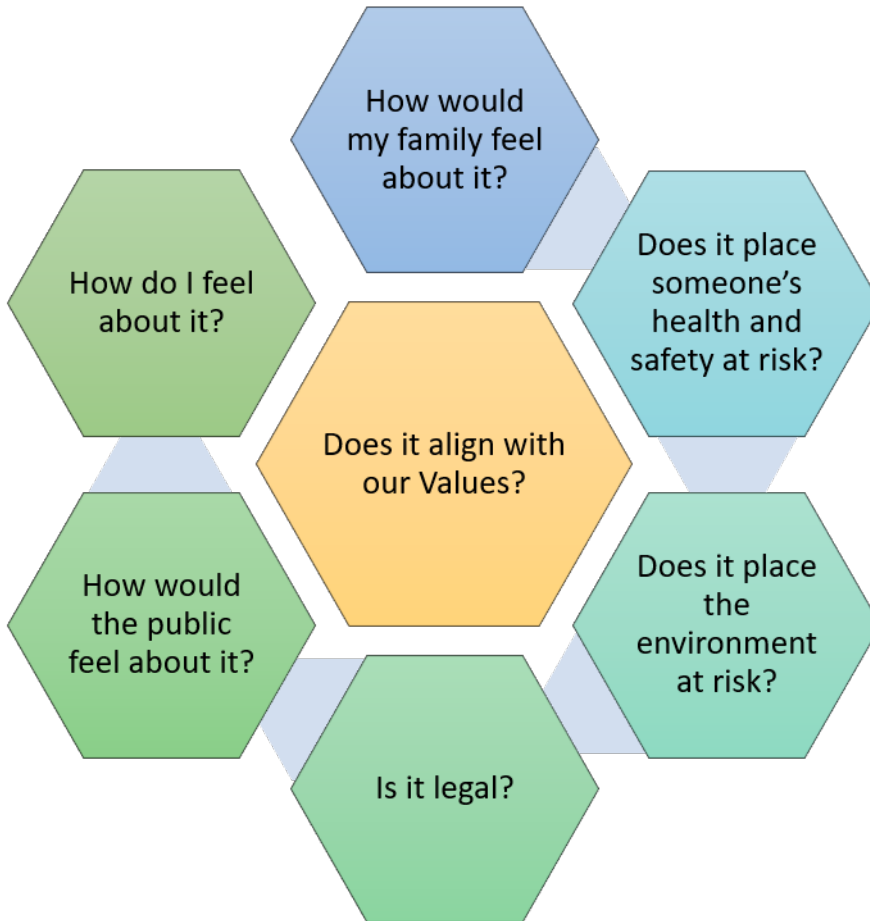 How would
my family feel
about it?
Does it place
someone’s
health and
safety at risk?
Does it place
the
environment
at risk?
Is it legal?
How would
the public
feel about it?
How do I feel
about it?
Does it align with
our Values?